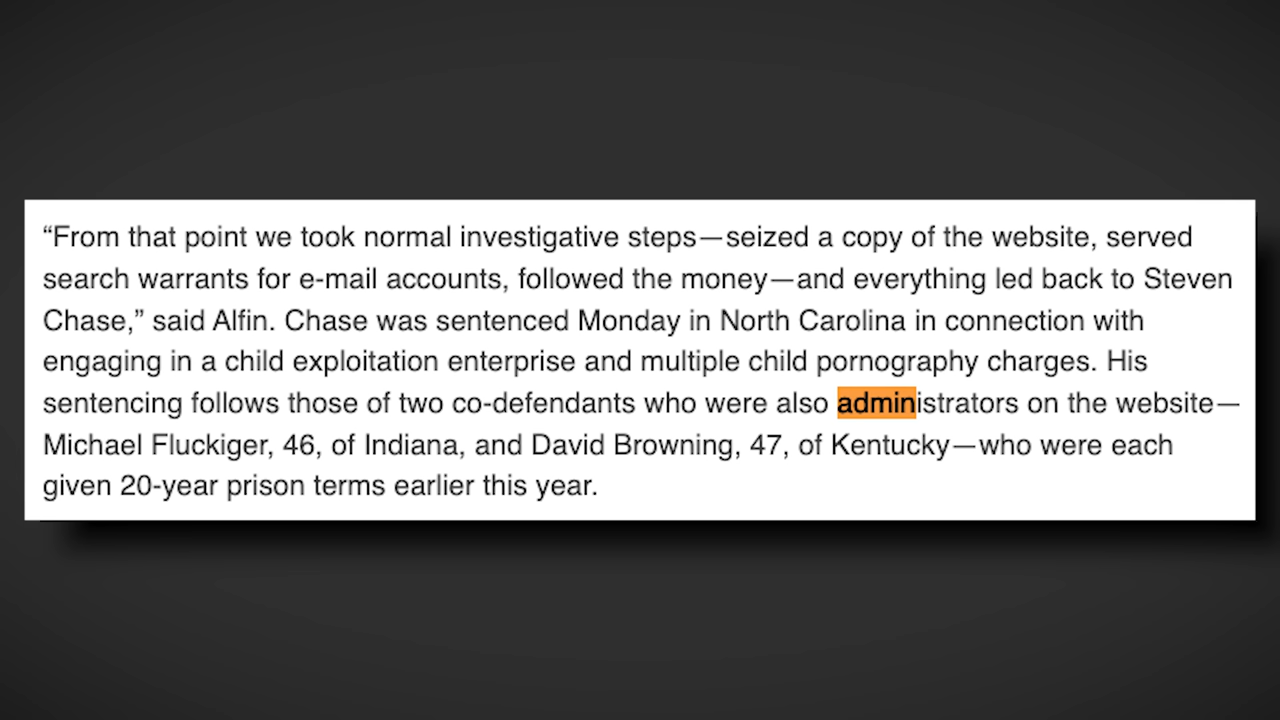 “From that point we took normal investigative steps—seized a copy of the website, served
search warrants for e-mail accounts, followed the money—and everything led back to Steven
Chase,” said Alfin. Chase was sentenced Monday in North Carolina in connection with
engaging in a child exploitation enterprise and multiple child pornography charges. His
sentencing follows those of two co-defendants who were also administrators on the website—
Michael Fluckiger, 46, of Indiana, and David Browning, 47, of Kentucky—who were each
given 20-year prison terms earlier this year.